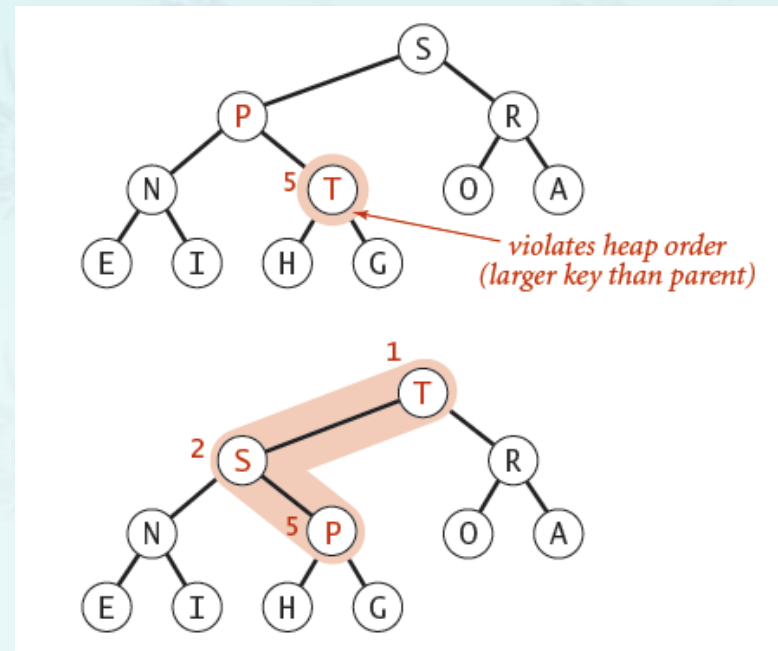 S
P R
N 5 T O A
violates heap order
(larger key than parent)
E I H G
1
T
2 S R
N 5 P O A
E I H G